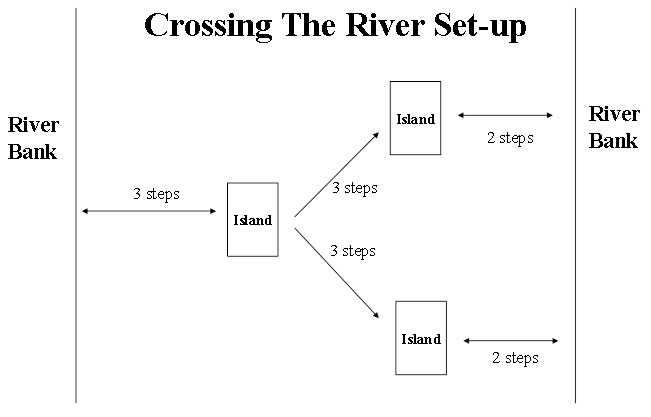 Crossing The River Set-up
River
Bank
3 steps
Island
3 steps
3 steps
Island
2 steps
Island
2 steps
River
Bank